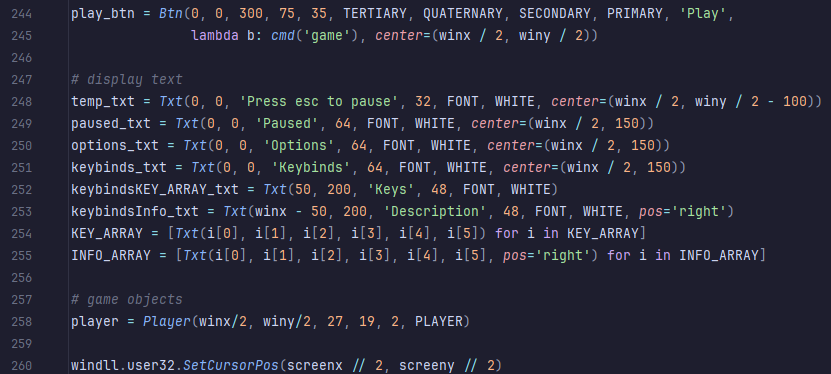 244 play_btn = Btn(0, 0, 300, 75, 35, TERTIARY, QUATERNARY, SECONDARY, PRIMARY, 'Play',
245 lambda b: cmd('game'), center=(winx / 2, winy / 2))
246
247 # display text
248 temp_txt = Txt(0, 0, 'Press esc to pause', 32, FONT, WHITE, center=(winx / 2, winy / 2 - 100))
249 paused_txt = Txt(0, 0, 'Paused', 64, FONT, WHITE, center=(winx / 2, 150))
250 options_txt = Txt(0, 0, 'Options', 64, FONT, WHITE, center=(winx / 2, 150))
251 keybinds_txt = Txt(0, 0, 'Keybinds', 64, FONT, WHITE, center=(winx / 2, 150))
252 keybindsKEY_ARRAY_txt = Txt(50, 200, 'Keys', 48, FONT, WHITE)
253 keybindsInfo_txt = Txt(winx - 50, 200, 'Description', 48, FONT, WHITE, pos='right')
254 KEY_ARRAY = [Txt(i[0], i[1], i[2], i[3], i[4], i[5]) for i in KEY_ARRAY]
255 INFO_ARRAY = [Txt(i[0], i[1], i[2], i[3], i[4], i[5], pos='right') for i in INFO_ARRAY]
256
257 # game objects
258 player = Player(winx/2, winy/2, 27, 19, 2, PLAYER)
259
260 windll.user32.SetCursorPos(screenx // 2, screeny // 2)